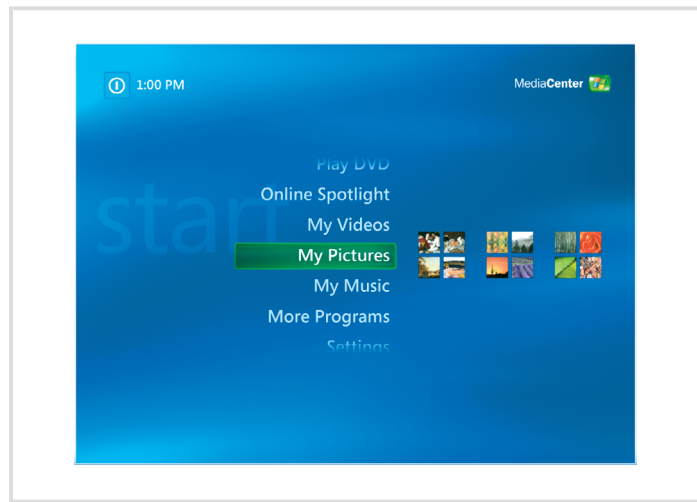 1:00 PM
MediaCenter
start
Play DVD
Online Spotlight
My Videos
My Pictures
My Music
More Programs
Settings